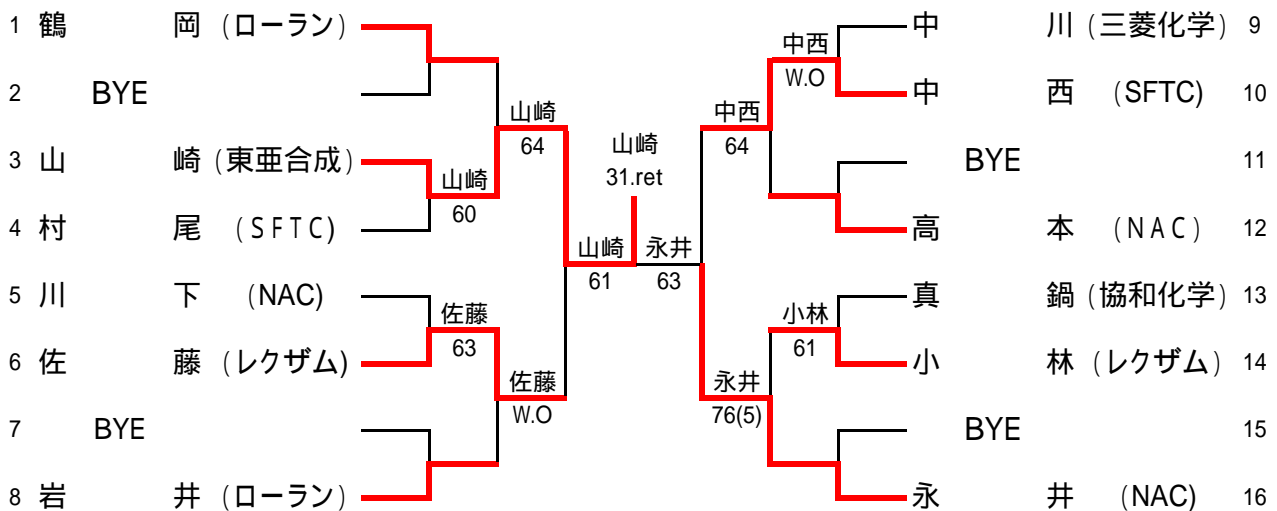 1 鶴 岡 (ローラン)
中西
中 川 (三菱化学) 9
W.O
2 BYE
中 西 (SFTC) 10
山崎
中西
64
山崎
64
3 山 崎 (東亜合成)
BYE 11
山崎
31.ret
60
4 村 尾 (SFTC)
高 本 (NAC) 12
山崎 永井
61 63
5 川 下 (NAC)
真 鍋 (協和化学) 13
佐藤
小林
63
61
6 佐 藤 (レクザム)
小 林 (レクザム) 14
佐藤
永井
W.O
76(5)
7 BYE
BYE 15
8 岩 井 (ローラン)
永 井 (NAC) 16